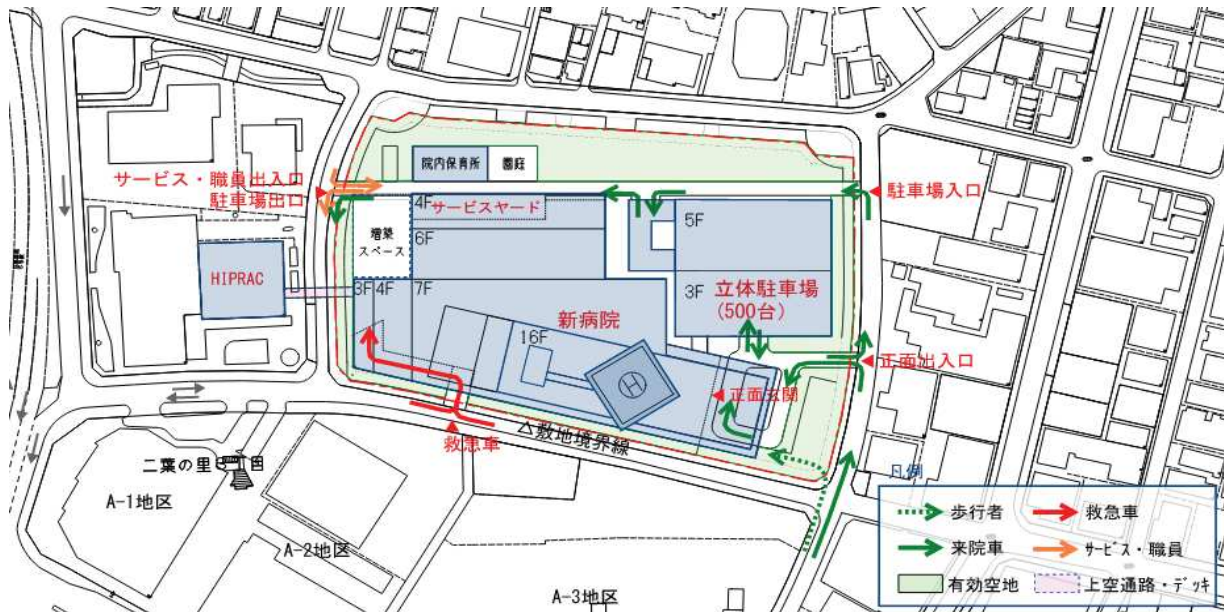 院内保育所
園庭
サービス・職員出入口
駐車場出口
駐車場入口
4F
サービスヤード
5F
増築
スペース
6F
HIPRAC
3F
4F
7F
3F
立体駐車場
(500台)
新病院
16F
H
正面出入口
正面玄関
救急車
△敷地境界線
A-1地区
A-2地区
A-3地区
凡例
歩行者
救急車
来院車
サービス・職員
有効空地
上空通路・デッキ